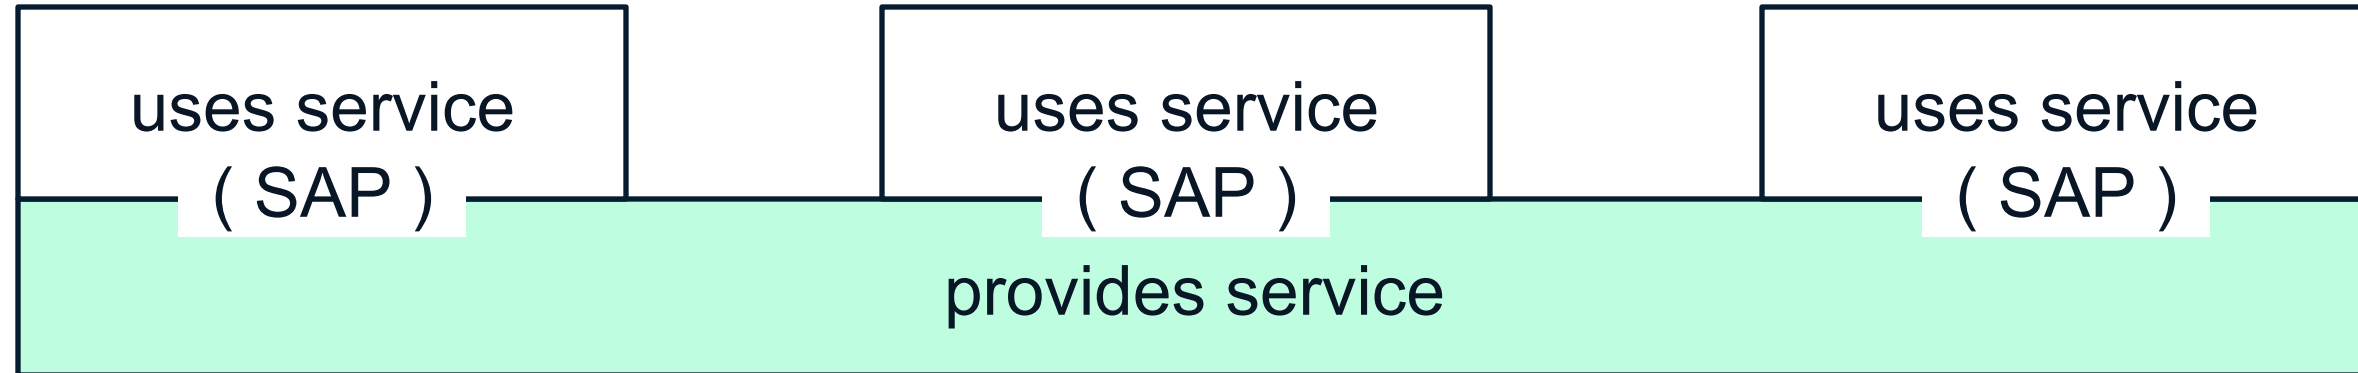 uses service uses service uses service
( SAP ) ( SAP ) ( SAP )
provides service